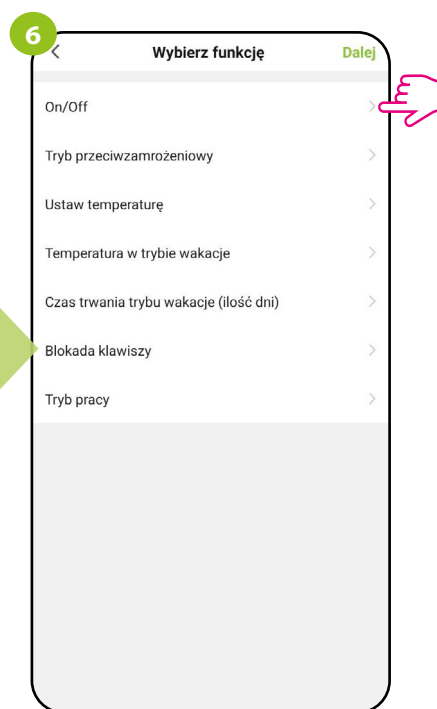 6
Wybierz funkcję Dalej
On/Off
Tryb przeciwzamrożeniowy
Ustaw temperaturę
Temperatura w trybie wakacje
Czas trwania trybu wakacje (ilość dni)
Blokada klawiszy
Tryb pracy